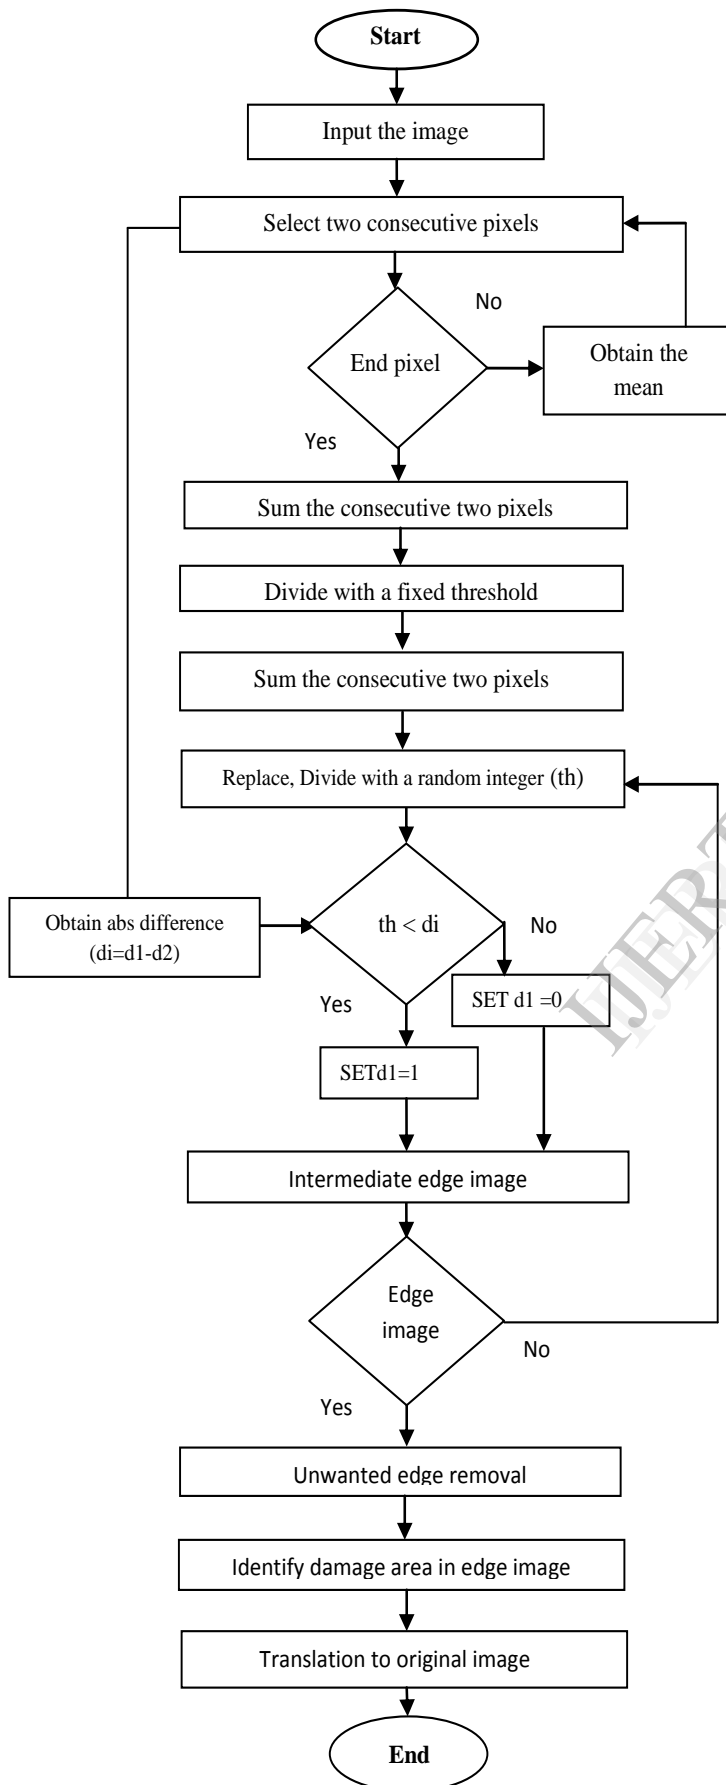 Start
Input the image
Select two consecutive pixels
No
End pixel
Obtain the
mean
Yes
Sum the consecutive two pixels
Divide with a fixed threshold
Sum the consecutive two pixels
Replace, Divide with a random integer (th)
Obtain abs difference
(di=d1-d2)
th < di
No
SET d1 =0
Yes
SETd1=1
Intermediate edge image
Edge
image
No
Yes
Unwanted edge removal
Identify damage area in edge image
Translation to original image
End
IJERT